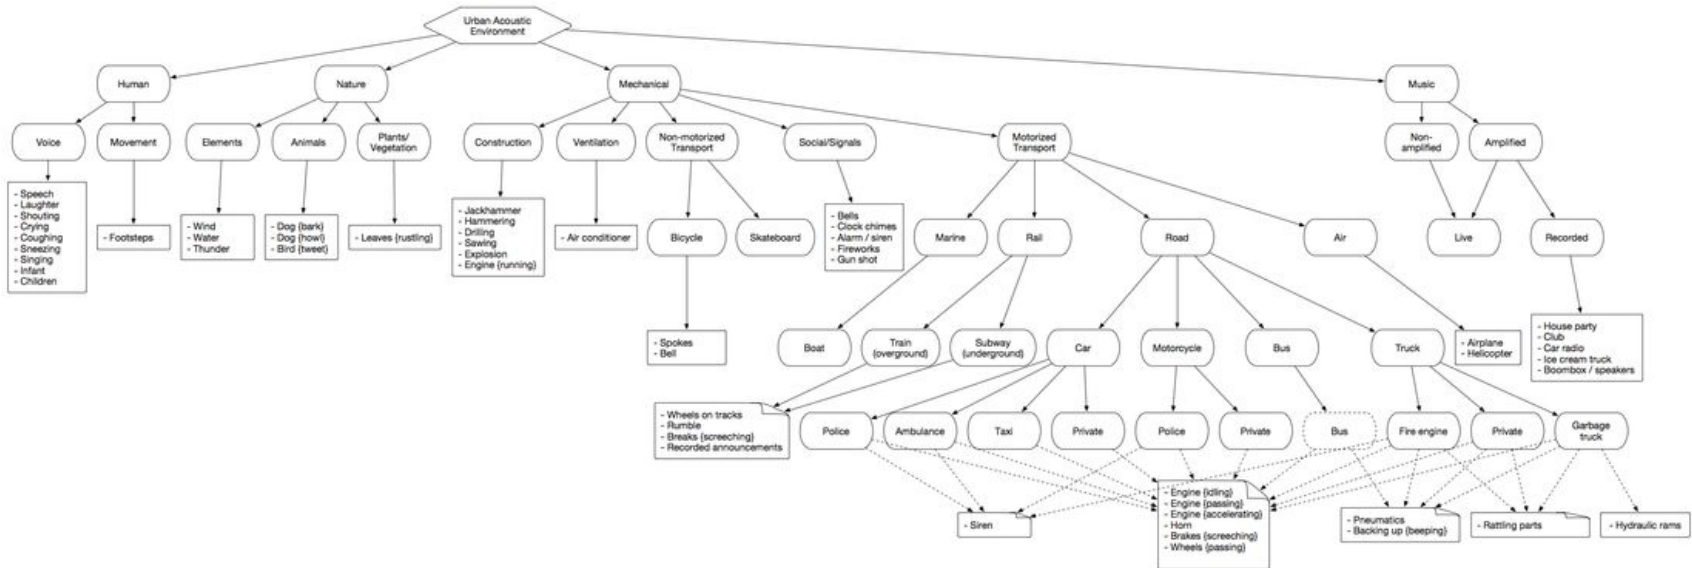 Urban Acoustic
Environment
Human
Nature
Mechanical
Music
Voice
Movement
Elements
Animals
Plants/
Vegetation
Construction
Ventilation
Non-motorized
Transport
Social/Signals
Motorized
Transport
Non-
amplified
Amplified
- Speech
- Laughter
- Shouting
- Crying
- Coughing
- Sneezing
- Singing
- Infant
- Children
- Footsteps
- Wind
- Water
- Thunder
- Dog {bark}
- Dog {howl}
- Bird {tweet}
- Leaves {rustling}
- Jackhammer
- Hammering
- Drilling
- Sawing
- Explosion
- Engine {running}
- Air conditioner
Bicycle
Skateboard
- Bells
- Clock chimes
- Alarm / siren
- Fireworks
- Gun shot
Marine
Rail
Road
Air
Live
Recorded
- Spokes
- Bell
Boat
Train
(overground)
Subway
(underground)
Car
Motorcycle
Bus
Truck
- Airplane
- Helicopter
- House party
- Club
- Car radio
- Ice cream truck
- Boombox / speakers
- Wheels on tracks
- Rumble
- Breaks {screeching}
- Recorded announcements
Police
Ambulance
Taxi
Private
Police
Private
Bus
Fire engine
Private
Garbage
truck
- Siren
- Engine {idling}
- Engine {passing}
- Engine {accelerating}
- Horn
- Brakes {screeching}
- Wheels {passing}
- Pneumatics
- Backing up {beeping}
- Rattling parts
- Hydraulic rams